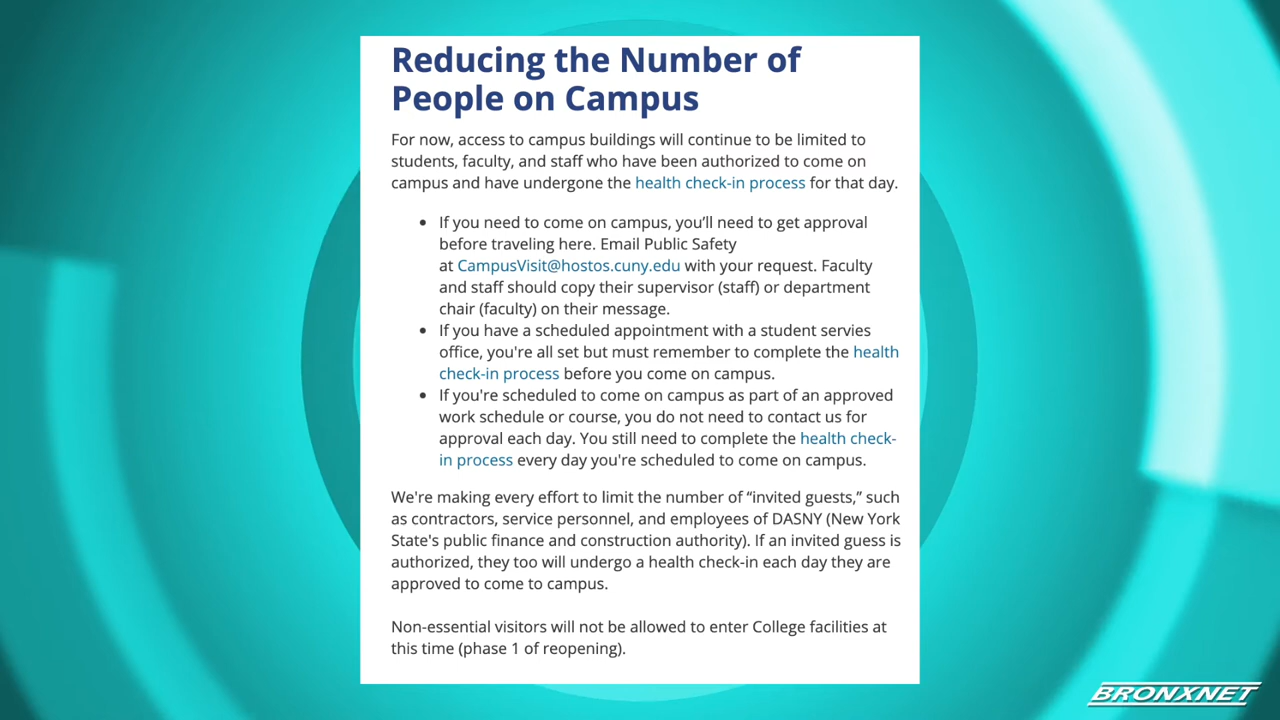 Reducing the Number of
People on Campus
For now, access to campus buildings will continue to be limited to
students, faculty, and staff who have been authorized to come on
campus and have undergone the health check-in process for that day.
• If you need to come on campus, you’ll need to get approval
before traveling here. Email Public Safety
at CampusVisit@hostos.cuny.edu with your request. Faculty
and staff should copy their supervisor (staff) or department
chair (faculty) on their message.
• If you have a scheduled appointment with a student servies
office, you're all set but must remember to complete the health
check-in process before you come on campus.
• If you're scheduled to come on campus as part of an approved
work schedule or course, you do not need to contact us for
approval each day. You still need to complete the health check-
in process every day you're scheduled to come on campus.
We're making every effort to limit the number of “invited guests,” such
as contractors, service personnel, and employees of DASNY (New York
State's public finance and construction authority). If an invited guess is
authorized, they too will undergo a health check-in each day they are
approved to come to campus.
Non-essential visitors will not be allowed to enter College facilities at
this time (phase 1 of reopening).
BRONXNET